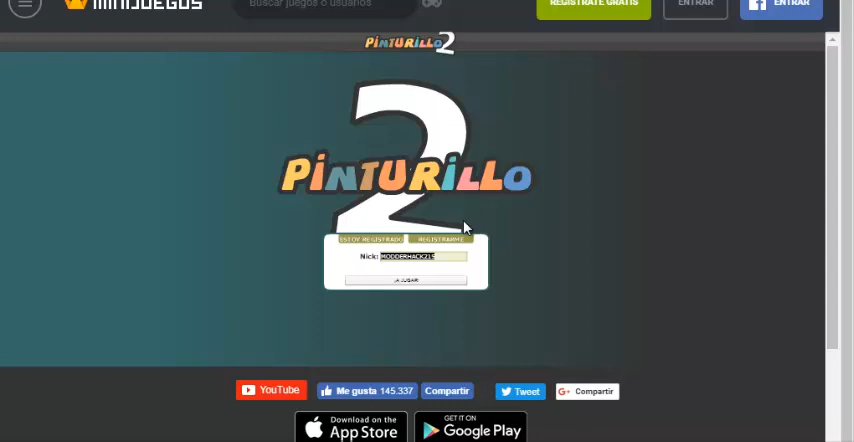 MINIJUEGOS
Buscar juegos o usuarios
REGÍSTRATE GRATIS
ENTRAR
ENTRAR
PINTURILLO 2
2
PINTURILLO
ESTOY REGISTRADO
REGISTRARME
Nick: MODDERHACK215
¡A JUGAR!
YouTube
Me gusta 145.337
Compartir
Tweet
G+ Compartir
Download on the
App Store
GET IT ON
Google Play